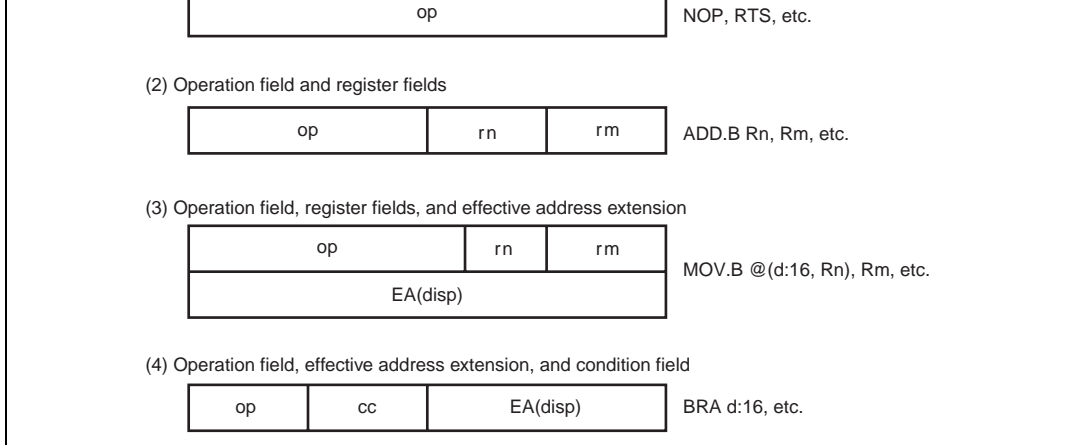 op
NOP, RTS, etc.
(2) Operation field and register fields
op rn rm
ADD.B Rn, Rm, etc.
(3) Operation field, register fields, and effective address extension
op rn rm
MOV.B @(d:16, Rn), Rm, etc.
EA(disp)
(4) Operation field, effective address extension, and condition field
op cc EA(disp)
BRA d:16, etc.